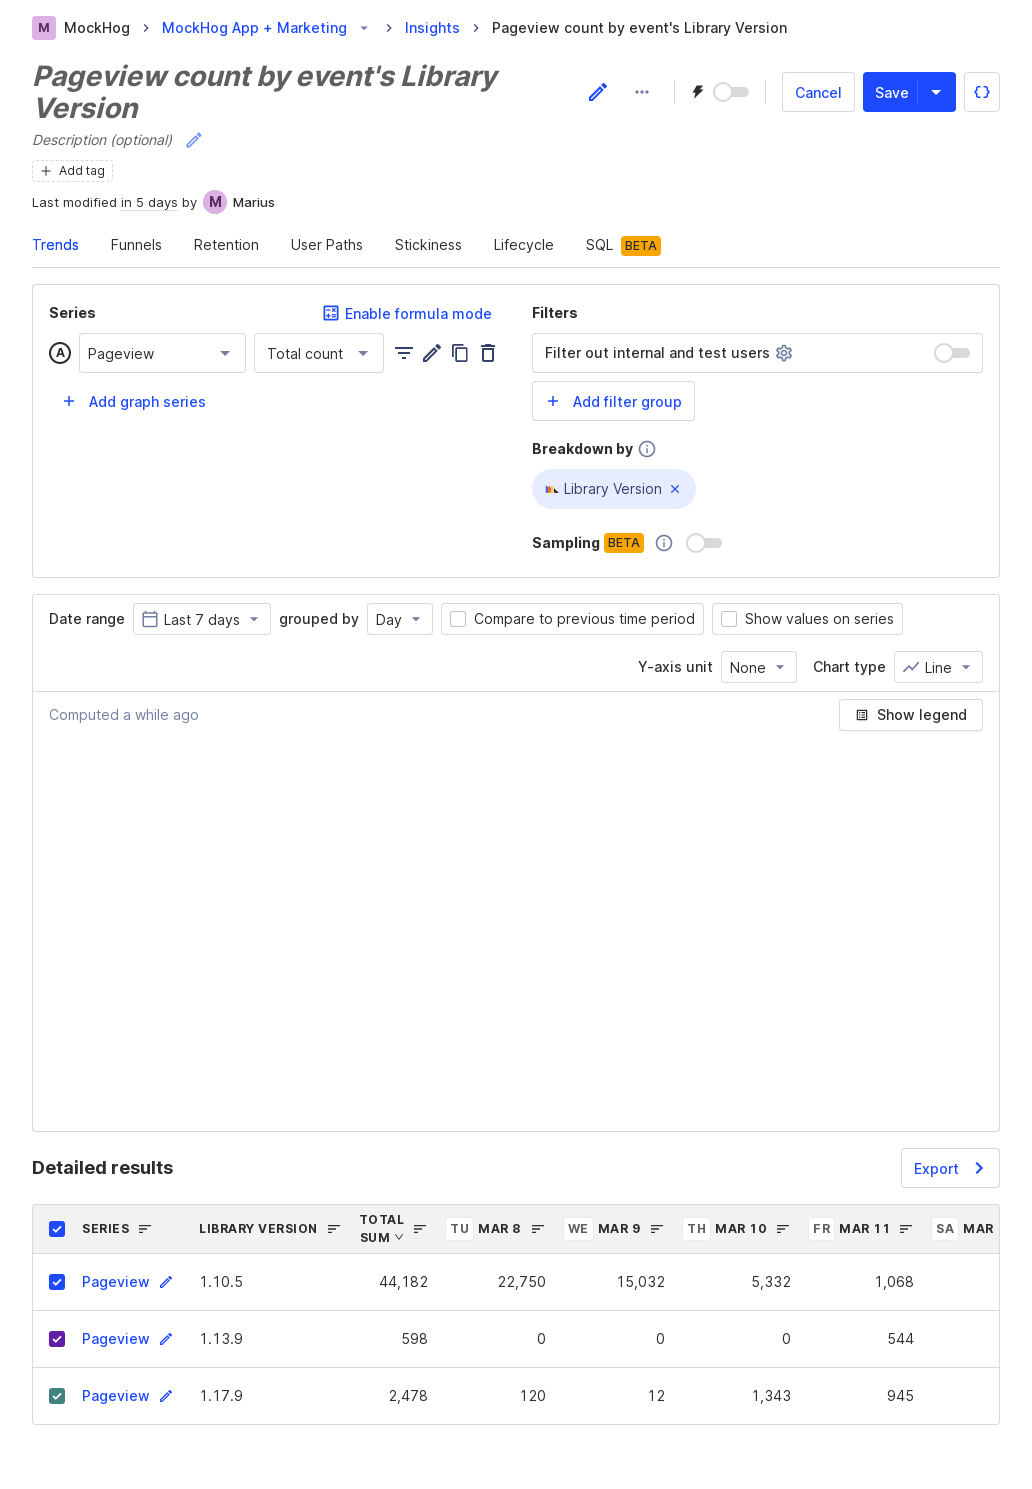 M MockHog MockHog App + Marketing Insights Pageview count by event's Library Version
Pageview count by event's Library
Version
Cancel Save
Description (optional)
Add tag
Last modified in 5 days by M Marius
Trends Funnels Retention User Paths Stickiness Lifecycle SQL BETA
Series Enable formula mode
A Pageview Total count
Add graph series
Filters
Filter out internal and test users
Add filter group
Breakdown by
Library Version
Sampling BETA
Date range Last 7 days grouped by Day Compare to previous time period Show values on series
Y-axis unit None Chart type Line
Computed a while ago Show legend
Detailed results Export
SERIES LIBRARY VERSION TOTAL SUM TU MAR 8 WE MAR 9 TH MAR 10 FR MAR 11 SA MAR
Pageview 1.10.5 44,182 22,750 15,032 5,332 1,068
Pageview 1.13.9 598 0 0 0 544
Pageview 1.17.9 2,478 120 12 1,343 945